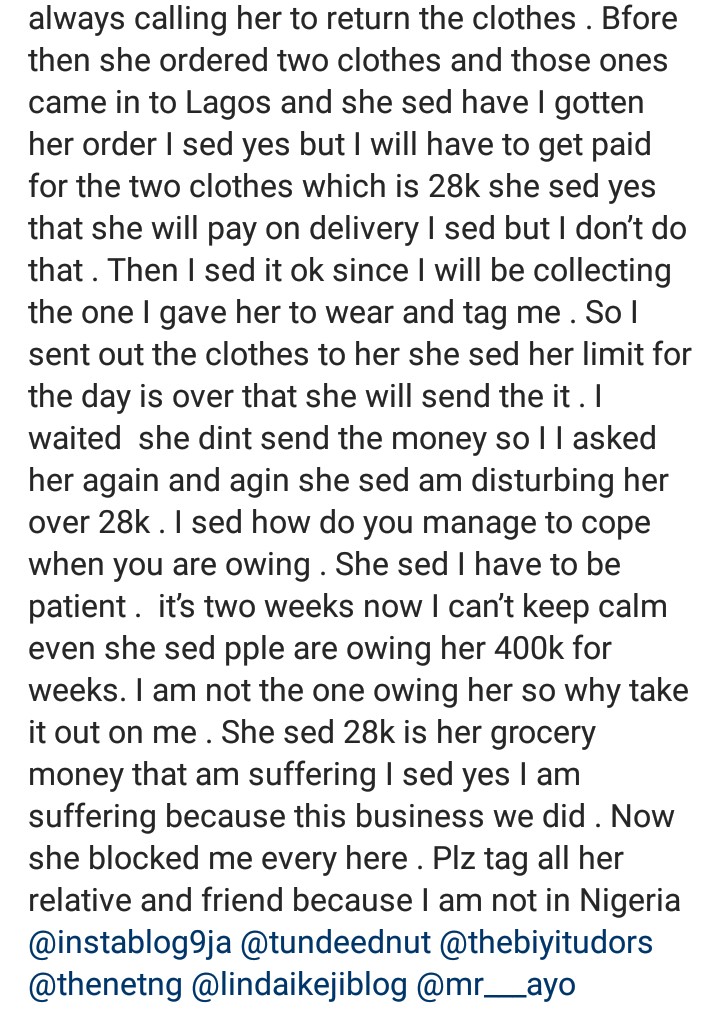 always calling her to return the clothes . Bfore
then she ordered two clothes and those ones
came in to Lagos and she sed have I gotten
her order I sed yes but I will have to get paid
for the two clothes which is 28k she sed yes
that she will pay on delivery I sed but I don’t do
that . Then I sed it ok since I will be collecting
the one I gave her to wear and tag me . So I
sent out the clothes to her she sed her limit for
the day is over that she will send the it . I
waited  she dint send the money so I I asked
her again and agin she sed am disturbing her
over 28k . I sed how do you manage to cope
when you are owing . She sed I have to be
patient .  it’s two weeks now I can’t keep calm
even she sed pple are owing her 400k for
weeks. I am not the one owing her so why take
it out on me . She sed 28k is her grocery
money that am suffering I sed yes I am
suffering because this business we did . Now
she blocked me every here . Plz tag all her
relative and friend because I am not in Nigeria
@instablog9ja @tundeednut @thebiyitudors
@thenetng @lindaikejiblog @mr___ayo